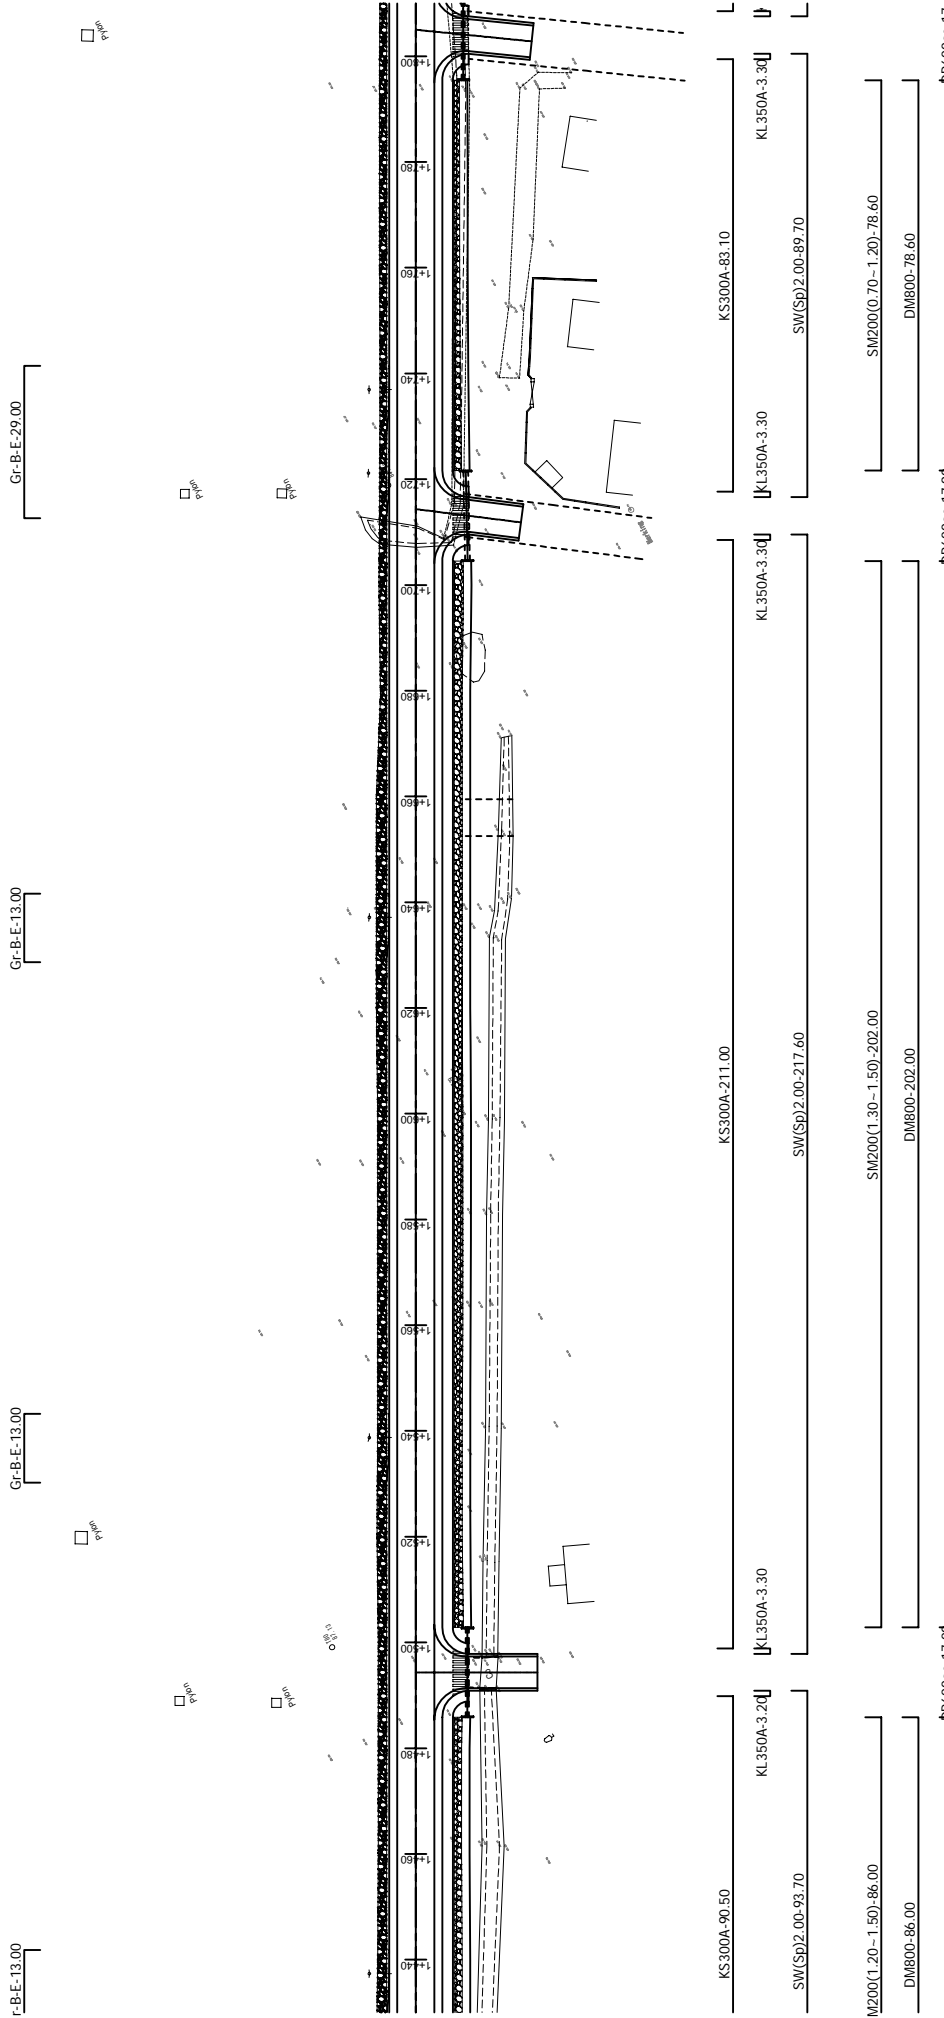 Pylon
Gr-B-E-29.00
Pylon
Pylon
Gr-B-E-13.00
Gr-B-E-13.00
Pylon
Pylon
Pylon
r-B-E-13.00
1+800
1+780
1+760
1+740
1+720
1+700
1+680
1+660
1+640
1+620
1+600
1+580
1+560
1+540
1+520
1+500
1+480
1+460
1+440
KS300A-83.10
KS300A-211.00
KS300A-90.50
KL350A-3.30
KL350A-3.30
KL350A-3.30
KL350A-3.30
KL350A-3.20
SW(Sp)2.00-89.70
SW(Sp)2.00-217.60
SW(Sp)2.00-93.70
SM200(0.70~1.20)-78.60
SM200(1.30~1.50)-202.00
M200(1.20~1.50)-86.00
DM800-78.60
DM800-202.00
DM800-86.00